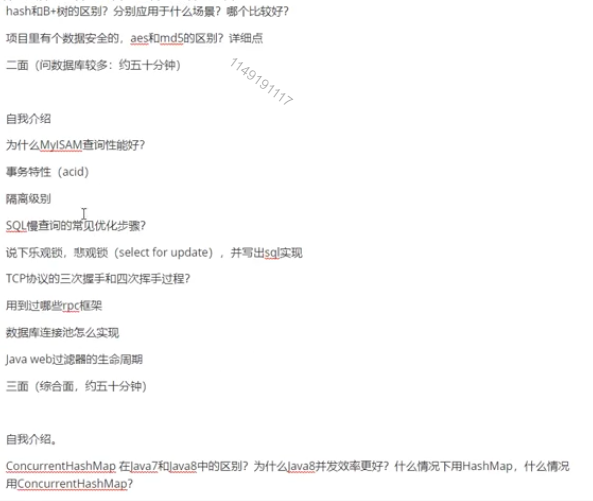 hash和B+树的区别？分别应用于什么场景？哪个比较好？
项目里有个数据安全的，aes和md5的区别？详细点
二面（问数据库较多：约五十分钟）
1149191117
自我介绍
为什么MyISAM查询性能好？
事务特性（acid）
隔离级别
SQL慢查询的常见优化步骤？
说下乐观锁，悲观锁（select for update），并写出sql实现
TCP协议的三次握手和四次挥手过程？
用到过哪些rpc框架
数据库连接池怎么实现
Java web过滤器的生命周期
三面（综合面，约五十分钟）
自我介绍。
ConcurrentHashMap 在Java7和Java8中的区别？为什么Java8并发效率更好？什么情况下用HashMap，什么情况
用ConcurrentHashMap？